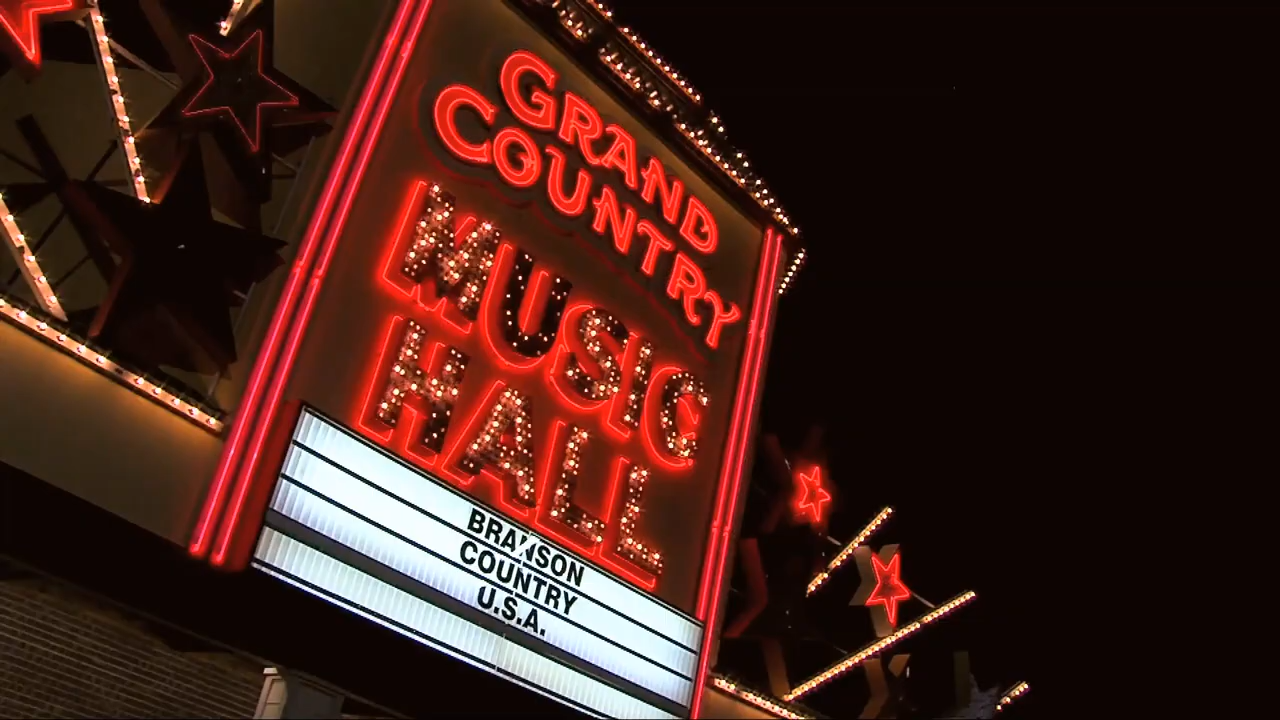 GRAND
COUNTRY
MUSIC
HALL
BRANSON
COUNTRY
U.S.A.